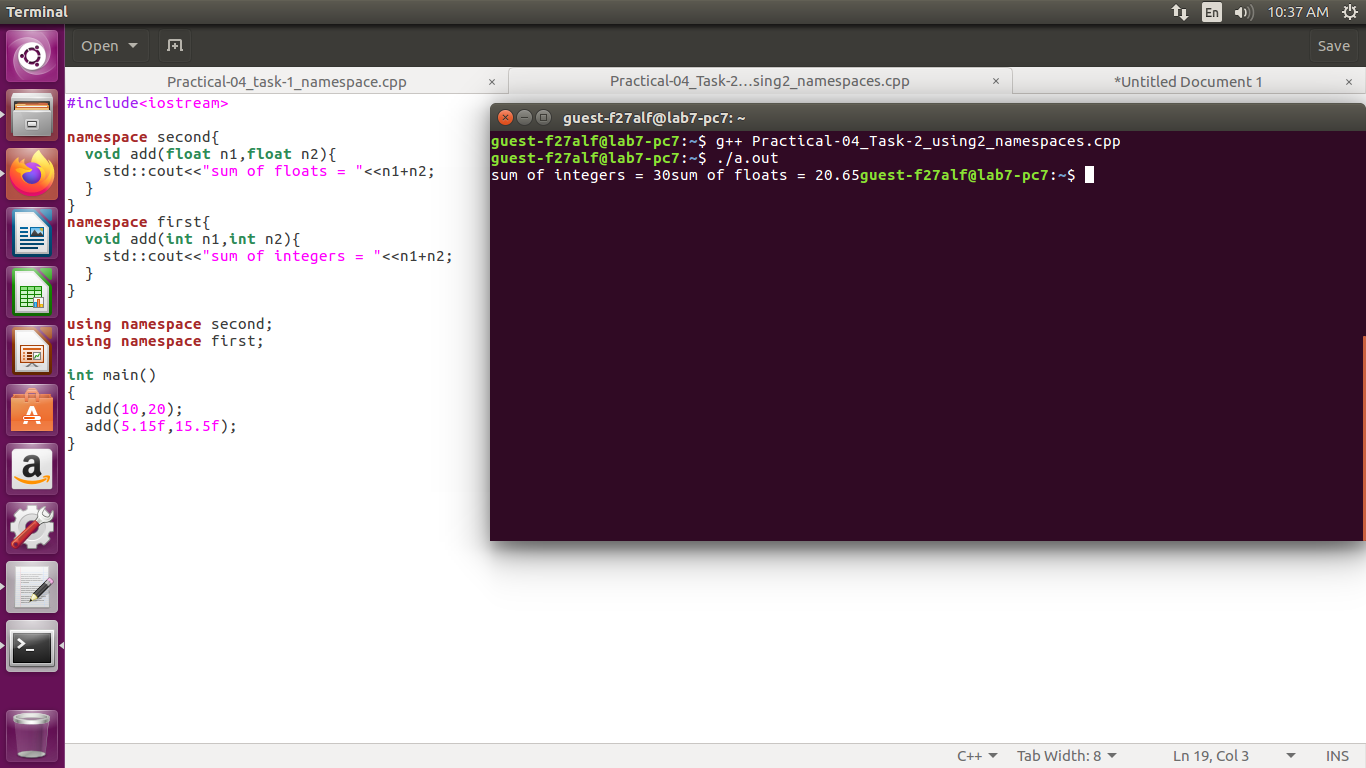 Terminal
En
10:37 AM
Open
Save
Practical-04_task-1_namespace.cpp ×
Practical-04_Task-2...sing2_namespaces.cpp ×
*Untitled Document 1 ×
#include<iostream>
namespace second{
  void add(float n1,float n2){
    std::cout<<"sum of floats = "<<n1+n2;
  }
}
namespace first{
  void add(int n1,int n2){
    std::cout<<"sum of integers = "<<n1+n2;
  }
}
using namespace second;
using namespace first;
int main()
{
  add(10,20);
  add(5.15f,15.5f);
}
guest-f27alf@lab7-pc7: ~
guest-f27alf@lab7-pc7:~$ g++ Practical-04_Task-2_using2_namespaces.cpp
guest-f27alf@lab7-pc7:~$ ./a.out
sum of integers = 30sum of floats = 20.65guest-f27alf@lab7-pc7:~$
a
>_
C++ Tab Width: 8 Ln 19, Col 3 INS